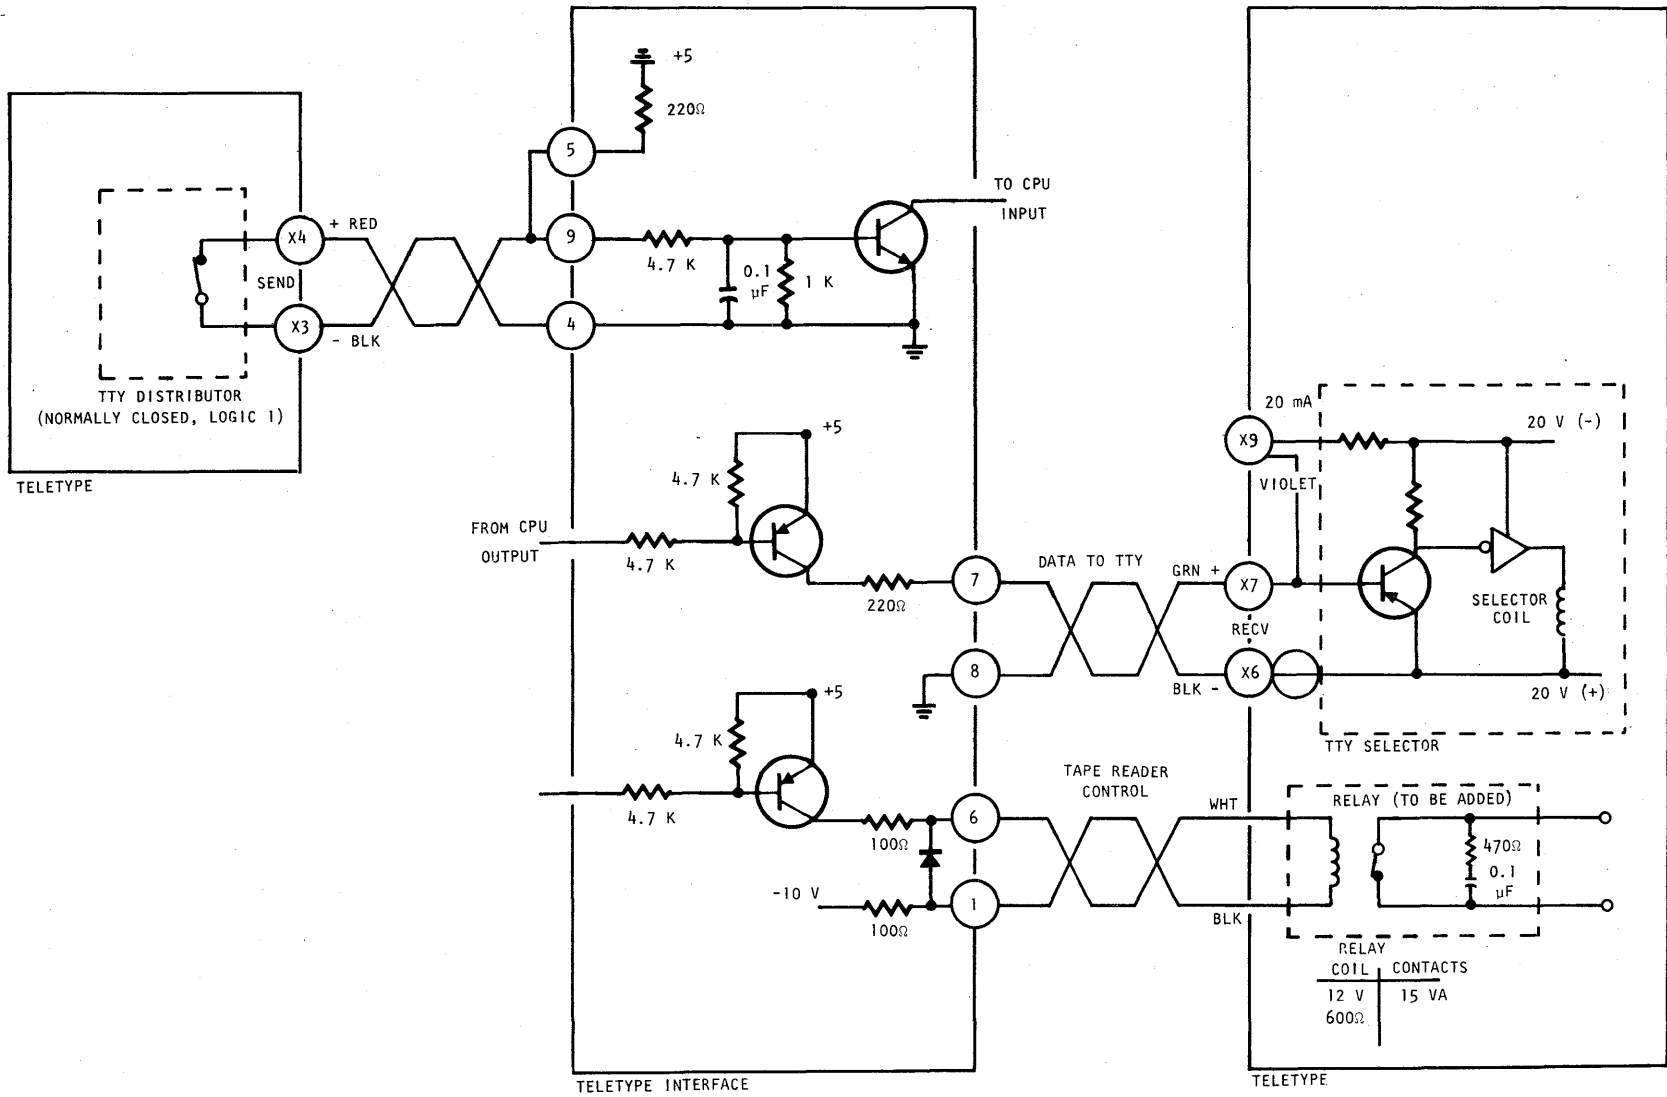 +5
220Ω
5
TO CPU
INPUT
X4
+ RED
9
4.7 K
0.1
µF
1 K
SEND
X3
- BLK
4
TTY DISTRIBUTOR
(NORMALLY CLOSED, LOGIC 1)
TELETYPE
+5
4.7 K
FROM CPU
OUTPUT
4.7 K
220Ω
7
DATA TO TTY
GRN +
X7
RECV
8
BLK -
X6
20 mA
X9
VIOLET
20 V (-)
SELECTOR
COIL
20 V (+)
TTY SELECTOR
+5
4.7 K
4.7 K
100Ω
6
TAPE READER
CONTROL
WHT
-10 V
100Ω
1
BLK
RELAY (TO BE ADDED)
470Ω
0.1
µF
RELAY
COIL CONTACTS
12 V 15 VA
600Ω
TELETYPE INTERFACE
TELETYPE